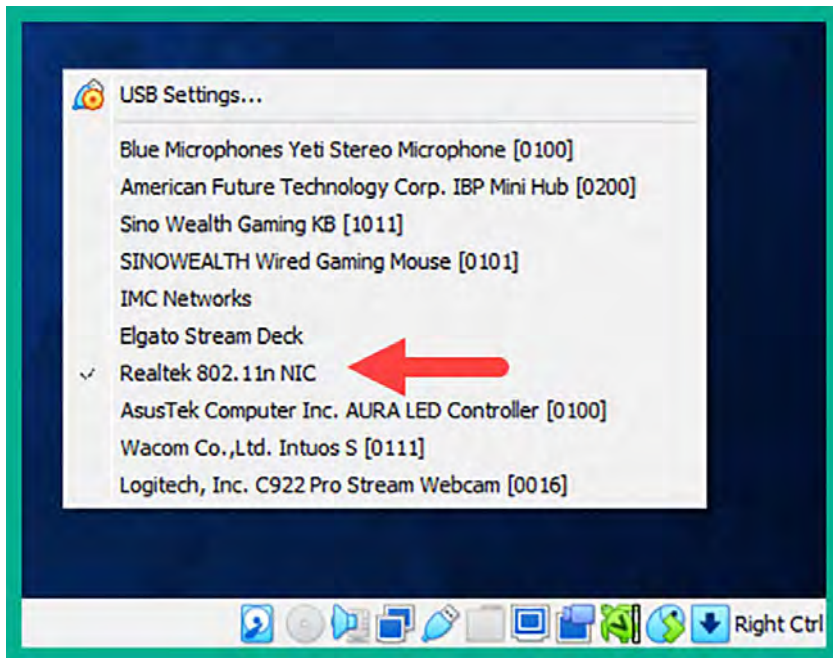 USB Settings...
Blue Microphones Yeti Stereo Microphone [0100]
American Future Technology Corp. IBP Mini Hub [0200]
Sino Wealth Gaming KB [1011]
SINOWEALTH Wired Gaming Mouse [0101]
IMC Networks
Elgato Stream Deck
Realtek 802.11n NIC
AsusTek Computer Inc. AURA LED Controller [0100]
Wacom Co.,Ltd. Intuos S [0111]
Logitech, Inc. C922 Pro Stream Webcam [0016]
Right Ctrl